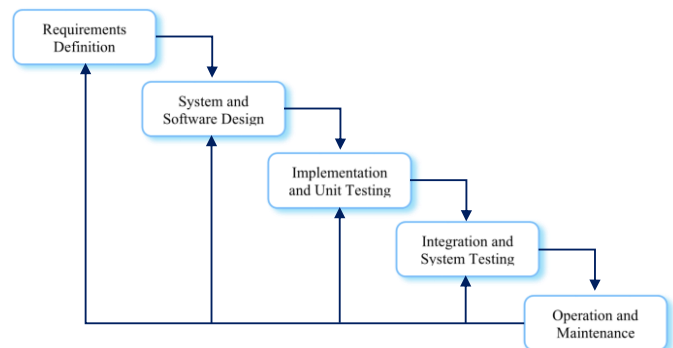 Requirements
Definition
System and
Software Design
Implementation
and Unit Testing
Integration and
System Testing
Operation and
Maintenance